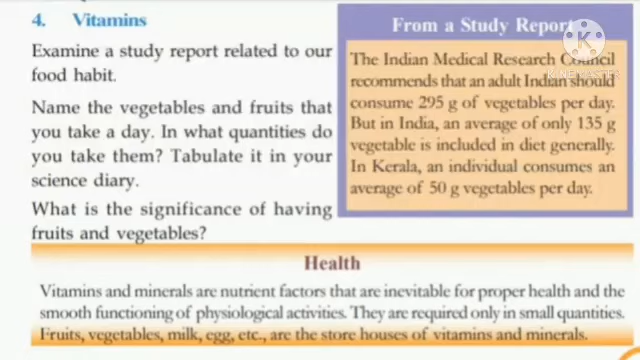 4. Vitamins
Examine a study report related to our
food habit.
Name the vegetables and fruits that
you take a day. In what quantities do
you take them? Tabulate it in your
science diary.
What is the significance of having
fruits and vegetables?
From a Study Report
The Indian Medical Research Council
recommends that an adult Indian should
consume 295 g of vegetables per day.
But in India, an average of only 135 g
vegetable is included in diet generally.
In Kerala, an individual consumes an
average of 50 g vegetables per day.
KINEMASTER
Health
Vitamins and minerals are nutrient factors that are inevitable for proper health and the
smooth functioning of physiological activities. They are required only in small quantities.
Fruits, vegetables, milk, egg, etc., are the store houses of vitamins and minerals.